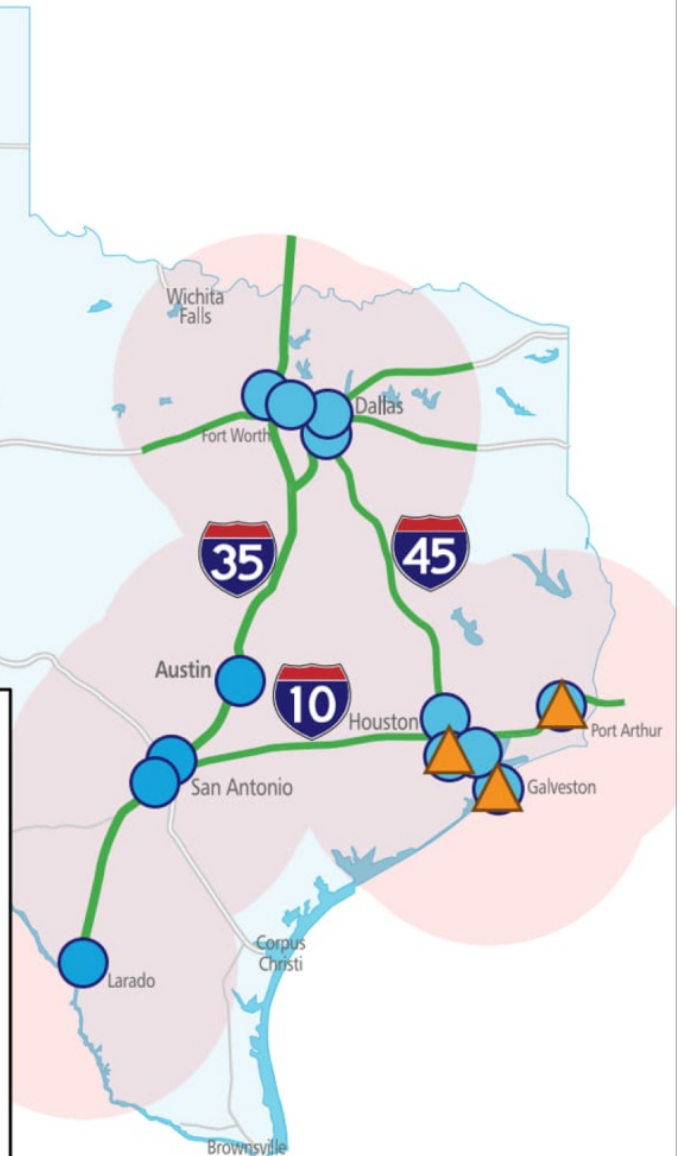 Wichita
Falls
Dallas
Fort Worth
35
45
Austin
10
Houston
Port Arthur
San Antonio
Galveston
Corpus
Christi
Larado
Brownsville